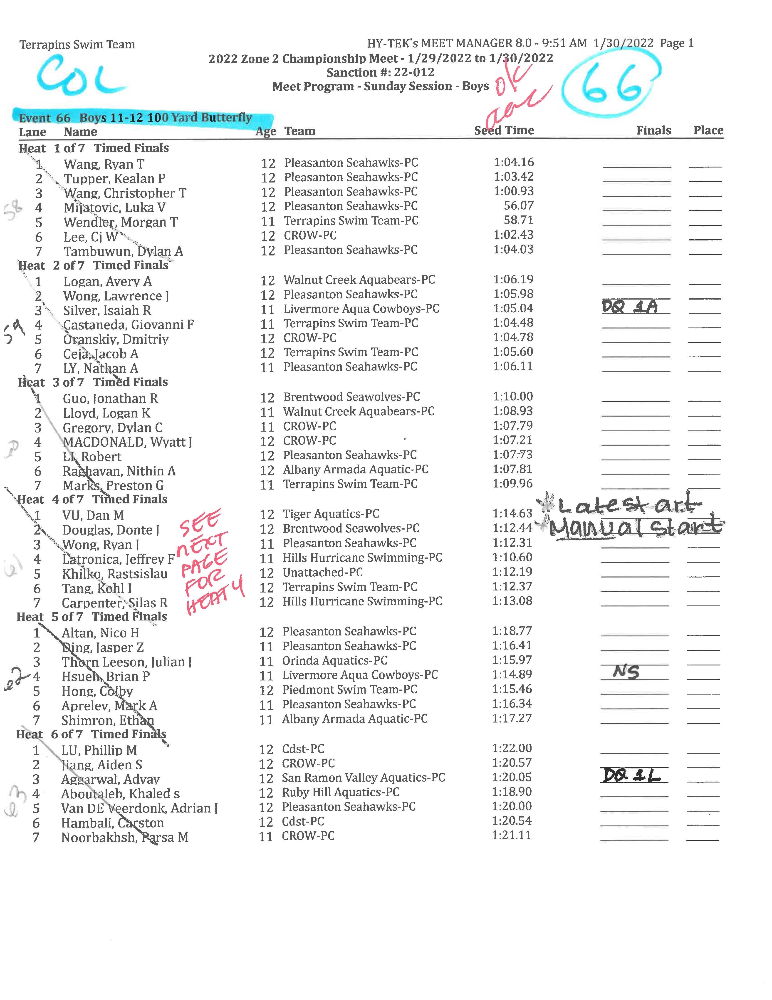 Terrapins Swim Team HY-TEK's MEET MANAGER 8.0 - 9:51 AM 1/30/2022 Page 1
2022 Zone 2 Championship Meet - 1/29/2022 to 1/30/2022
Sanction #: 22-012
Meet Program - Sunday Session - Boys
COL
ok
66
Event 66 Boys 11-12 100 Yard Butterfly
Lane Name Age Team Seed Time Finals Place
Heat 1 of 7 Timed Finals
1 Wang, Ryan T 12 Pleasanton Seahawks-PC 1:04.16
2 Tupper, Kealan P 12 Pleasanton Seahawks-PC 1:03.42
3 Wang, Christopher T 12 Pleasanton Seahawks-PC 1:00.93
58 4 Mijatovic, Luka V 12 Pleasanton Seahawks-PC 56.07
5 Wendler, Morgan T 11 Terrapins Swim Team-PC 58.71
6 Lee, Cj W 12 CROW-PC 1:02.43
7 Tambuwun, Dylan A 12 Pleasanton Seahawks-PC 1:04.03
Heat 2 of 7 Timed Finals
1 Logan, Avery A 12 Walnut Creek Aquabears-PC 1:06.19
2 Wong, Lawrence J 12 Pleasanton Seahawks-PC 1:05.98
3 Silver, Isaiah R 11 Livermore Aqua Cowboys-PC 1:05.04 DQ 1A
59 4 Castaneda, Giovanni F 11 Terrapins Swim Team-PC 1:04.48
5 Oranskiy, Dmitriy 12 CROW-PC 1:04.78
6 Ceja, Jacob A 12 Terrapins Swim Team-PC 1:05.60
7 LY, Nathan A 11 Pleasanton Seahawks-PC 1:06.11
Heat 3 of 7 Timed Finals
1 Guo, Jonathan R 12 Brentwood Seawolves-PC 1:10.00
2 Lloyd, Logan K 11 Walnut Creek Aquabears-PC 1:08.93
3 Gregory, Dylan C 11 CROW-PC 1:07.79
4 MACDONALD, Wyatt J 12 CROW-PC 1:07.21
5 LI, Robert 12 Pleasanton Seahawks-PC 1:07.73
6 Raghavan, Nithin A 12 Albany Armada Aquatic-PC 1:07.81
7 Marks, Preston G 11 Terrapins Swim Team-PC 1:09.96
Heat 4 of 7 Timed Finals
1 VU, Dan M 12 Tiger Aquatics-PC 1:14.63 *Late start
2 Douglas, Donte J 12 Brentwood Seawolves-PC 1:12.44 *Manual start
3 Wong, Ryan J 11 Pleasanton Seahawks-PC 1:12.31
61 4 Latronica, Jeffrey F 11 Hills Hurricane Swimming-PC 1:10.60
5 Khilko, Rastsislau 12 Unattached-PC 1:12.19
6 Tang, Kohl I 12 Terrapins Swim Team-PC 1:12.37
7 Carpenter, Silas R 12 Hills Hurricane Swimming-PC 1:13.08
SEE
NEXT
PAGE
FOR
HEAT 4
Heat 5 of 7 Timed Finals
1 Altan, Nico H 12 Pleasanton Seahawks-PC 1:18.77
2 Ding, Jasper Z 11 Pleasanton Seahawks-PC 1:16.41
3 Thorn Leeson, Julian J 11 Orinda Aquatics-PC 1:15.97
62 4 Hsueh, Brian P 11 Livermore Aqua Cowboys-PC 1:14.89 NS
5 Hong, Colby 12 Piedmont Swim Team-PC 1:15.46
6 Aprelev, Mark A 11 Pleasanton Seahawks-PC 1:16.34
7 Shimron, Ethan 11 Albany Armada Aquatic-PC 1:17.27
Heat 6 of 7 Timed Finals
1 LU, Phillip M 12 Cdst-PC 1:22.00
2 Jiang, Aiden S 12 CROW-PC 1:20.57
3 Aggarwal, Advay 12 San Ramon Valley Aquatics-PC 1:20.05 DQ 1L
63 4 Aboutaleb, Khaled s 12 Ruby Hill Aquatics-PC 1:18.90
5 Van DE Veerdonk, Adrian J 12 Pleasanton Seahawks-PC 1:20.00
6 Hambali, Carston 12 Cdst-PC 1:20.54
7 Noorbakhsh, Parsa M 11 CROW-PC 1:21.11